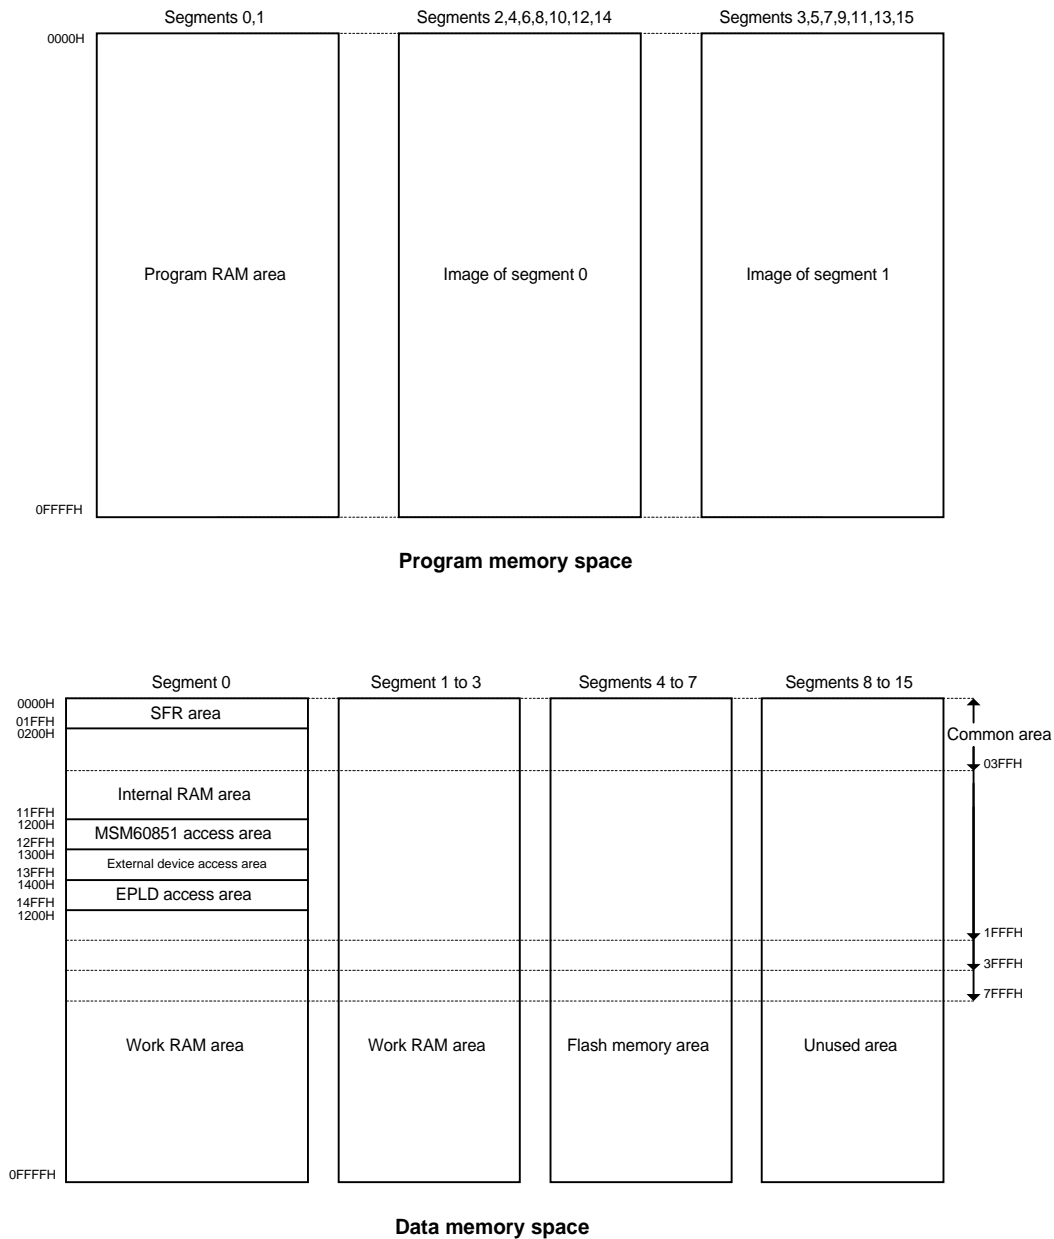 Segments 0,1
Segments 2,4,6,8,10,12,14
Segments 3,5,7,9,11,13,15
0000H
Program RAM area
Image of segment 0
Image of segment 1
0FFFFH
Program memory space
Segment 0
Segment 1 to 3
Segments 4 to 7
Segments 8 to 15
0000H
SFR area
01FFH
0200H
Common area
03FFH
Internal RAM area
11FFH
1200H
MSM60851 access area
12FFH
1300H
External device access area
13FFH
1400H
EPLD access area
14FFH
1200H
1FFFH
3FFFH
7FFFH
Work RAM area
Work RAM area
Flash memory area
Unused area
0FFFFH
Data memory space